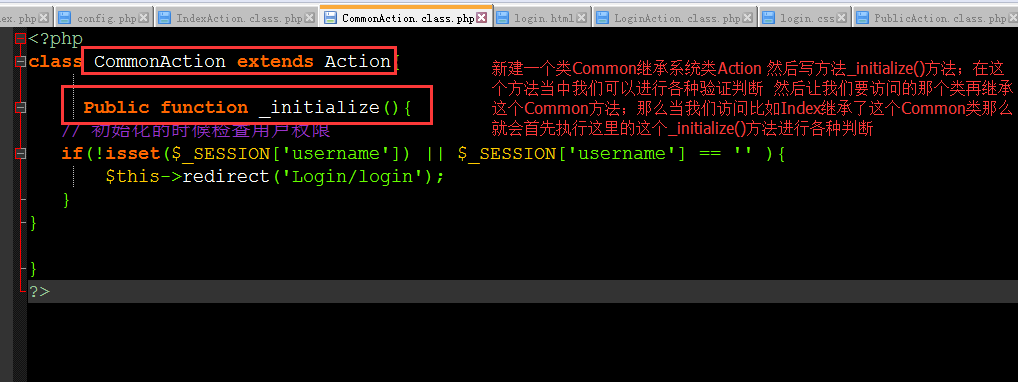 ex.php config.php IndexAction.class.php CommonAction.class.php login.html LoginAction.class.php login.css PublicAction.class.php
<?php
class CommonAction extends Action{
Public function _initialize(){
// 初始花的时候检查用户权限
if(!isset($_SESSION['username']) || $_SESSION['username'] == '' ){
$this->redirect('Login/login');
}
}
}
?>
新建一个类Common继承系统类Action 然后写方法_initialize()方法；在这
个方法当中我们可以进行各种验证判断 然后让我们要访问的那个类再继承
这个Common方法；那么当我们访问比如Index继承了这个Common类那么
就会首先执行这里的这个_initialize()方法进行各种判断